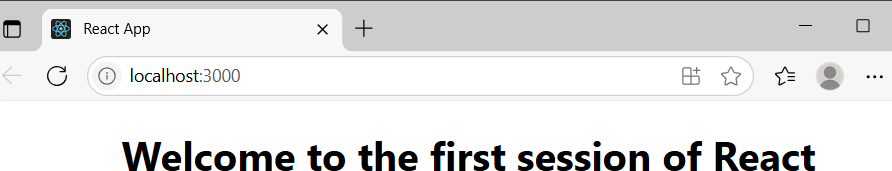 React App
localhost:3000
Welcome to the first session of React